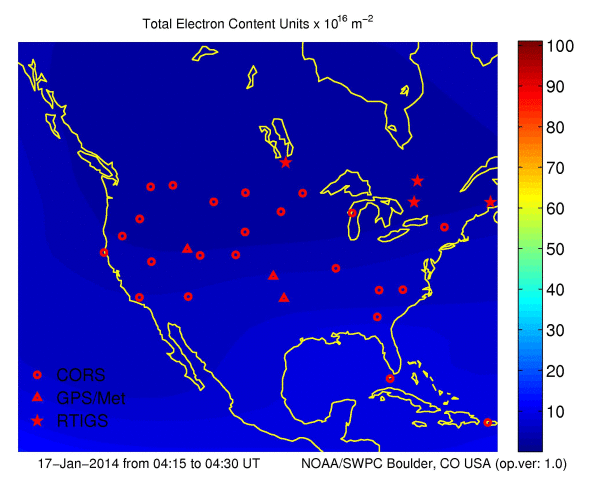 Total Electron Content Units x 10^16 m^−2
100
90
80
70
60
50
40
30
20
10
CORS
GPS/Met
RTIGS
17−Jan−2014 from 04:15 to 04:30 UT
NOAA/SWPC Boulder, CO USA (op.ver: 1.0)